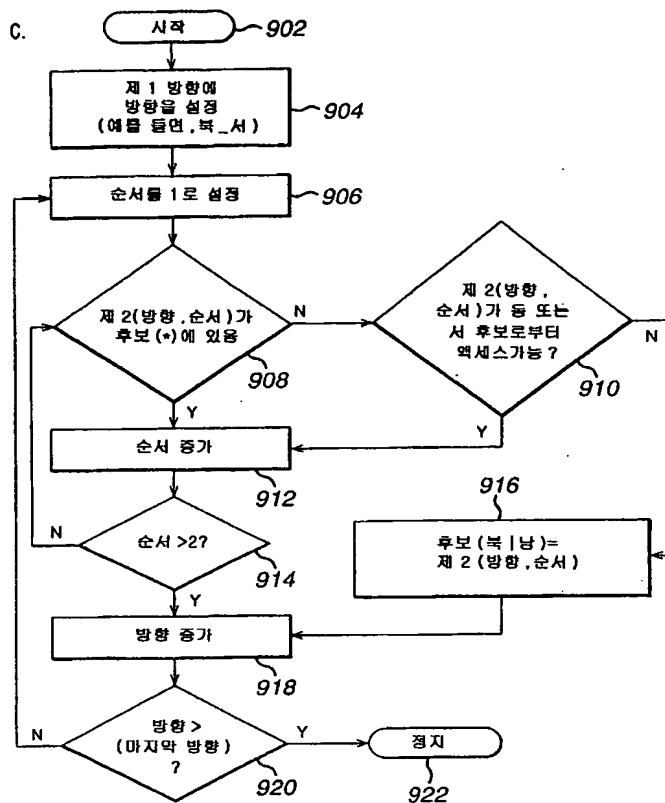 C.
시작
902
제 1 방향에
방향을 설정
(예를 들면, 북_서)
904
순서를 1로 설정
906
제 2(방향, 순서)가
후보(*)에 있음
908
N
제 2(방향,
순서)가 동 또는
서 후보로부터
액세스가능?
910
N
Y
Y
순서 증가
912
916
후보(북|남)=
제 2(방향, 순서)
N
순서 >2?
914
Y
방향 증가
918
N
방향 >
(마지막 방향)
?
920
Y
정지
922